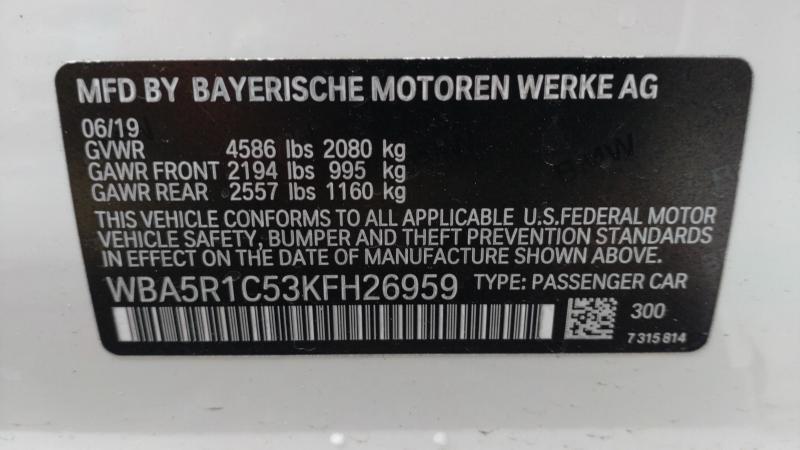 MFD BY BAYERISCHE MOTOREN WERKE AG
06/19
GVWR 4586 lbs 2080 kg
GAWR FRONT 2194 lbs 995 kg
GAWR REAR 2557 lbs 1160 kg
THIS VEHICLE CONFORMS TO ALL APPLICABLE U.S.FEDERAL MOTOR
VEHICLE SAFETY, BUMPER AND THEFT PREVENTION STANDARDS
IN EFFECT ON THE DATE OF MANUFACTURE SHOWN ABOVE.
WBA5R1C53KFH26959 TYPE: PASSENGER CAR
300
7 315 814
BMW